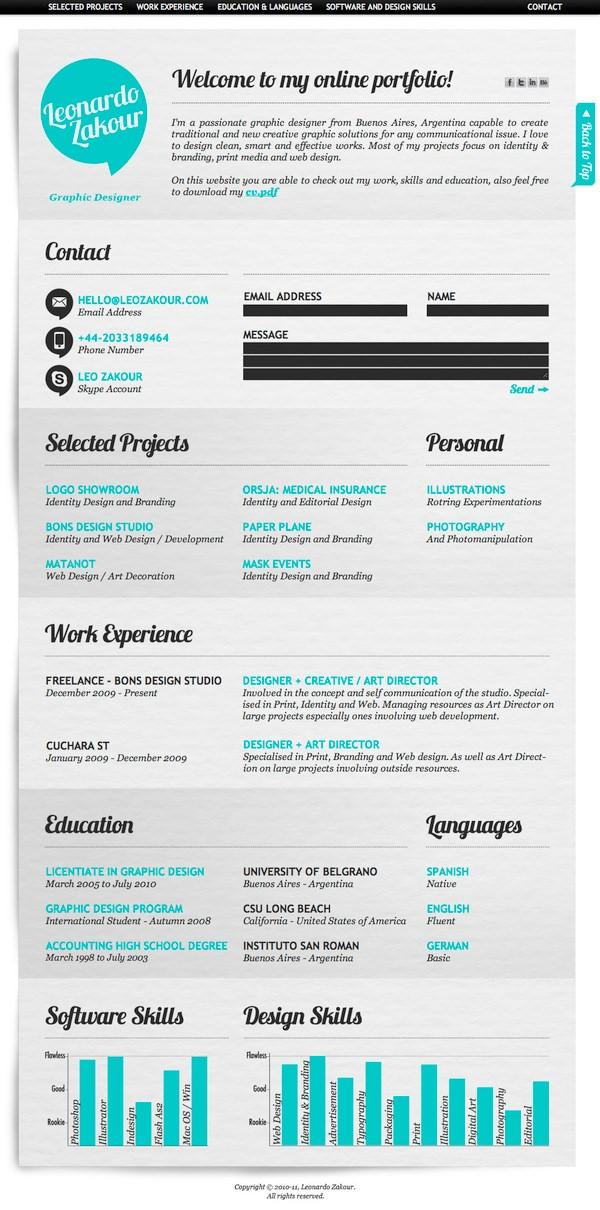 SELECTED PROJECTS WORK EXPERIENCE EDUCATION & LANGUAGES SOFTWARE AND DESIGN SKILLS CONTACT
Leonardo
Zakour
Graphic Designer
Welcome to my online portfolio!
I'm a passionate graphic designer from Buenos Aires, Argentina capable to create
traditional and new creative graphic solutions for any communicational issue. I love
to design clean, smart and effective works. Most of my projects focus on identity &
branding, print media and web design.
On this website you are able to check out my work, skills and education, also feel free
to download my cv.pdf
Back to Top
Contact
HELLO@LEOZAKOUR.COM
Email Address
+44-2033189464
Phone Number
LEO ZAKOUR
Skype Account
EMAIL ADDRESS
NAME
MESSAGE
Send
Selected Projects
LOGO SHOWROOM
Identity Design and Branding
BONS DESIGN STUDIO
Identity and Web Design / Development
MATANOT
Web Design / Art Decoration
ORSJA: MEDICAL INSURANCE
Identity and Editorial Design
PAPER PLANE
Identity Design and Branding
MASK EVENTS
Identity Design and Branding
Personal
ILLUSTRATIONS
Rotring Experimentations
PHOTOGRAPHY
And Photomanipulation
Work Experience
FREELANCE - BONS DESIGN STUDIO
December 2009 - Present
DESIGNER + CREATIVE / ART DIRECTOR
Involved in the concept and self communication of the studio. Special-
ised in Print, Identity and Web. Managing resources as Art Director on
large projects especially ones involving web development.
CUCHARA ST
January 2009 - December 2009
DESIGNER + ART DIRECTOR
Specialised in Print, Branding and Web design. As well as Art Direct-
ion on large projects involving outside resources.
Education
LICENTIATE IN GRAPHIC DESIGN
March 2005 to July 2010
UNIVERSITY OF BELGRANO
Buenos Aires - Argentina
GRAPHIC DESIGN PROGRAM
International Student - Autumn 2008
CSU LONG BEACH
California - United States of America
ACCOUNTING HIGH SCHOOL DEGREE
March 1998 to July 2003
INSTITUTO SAN ROMAN
Buenos Aires - Argentina
Languages
SPANISH
Native
ENGLISH
Fluent
GERMAN
Basic
Software Skills
Flawless
Good
Rookie
Photoshop
Illustrator
Indesign
Flash As2
Mac OS / Win
Design Skills
Flawless
Good
Rookie
Web Design
Identity & Branding
Advertisement
Typography
Packaging
Print
Illustration
Digital Art
Photography
Editorial
Copyright © 2010-11, Leonardo Zakour.
All rights reserved.